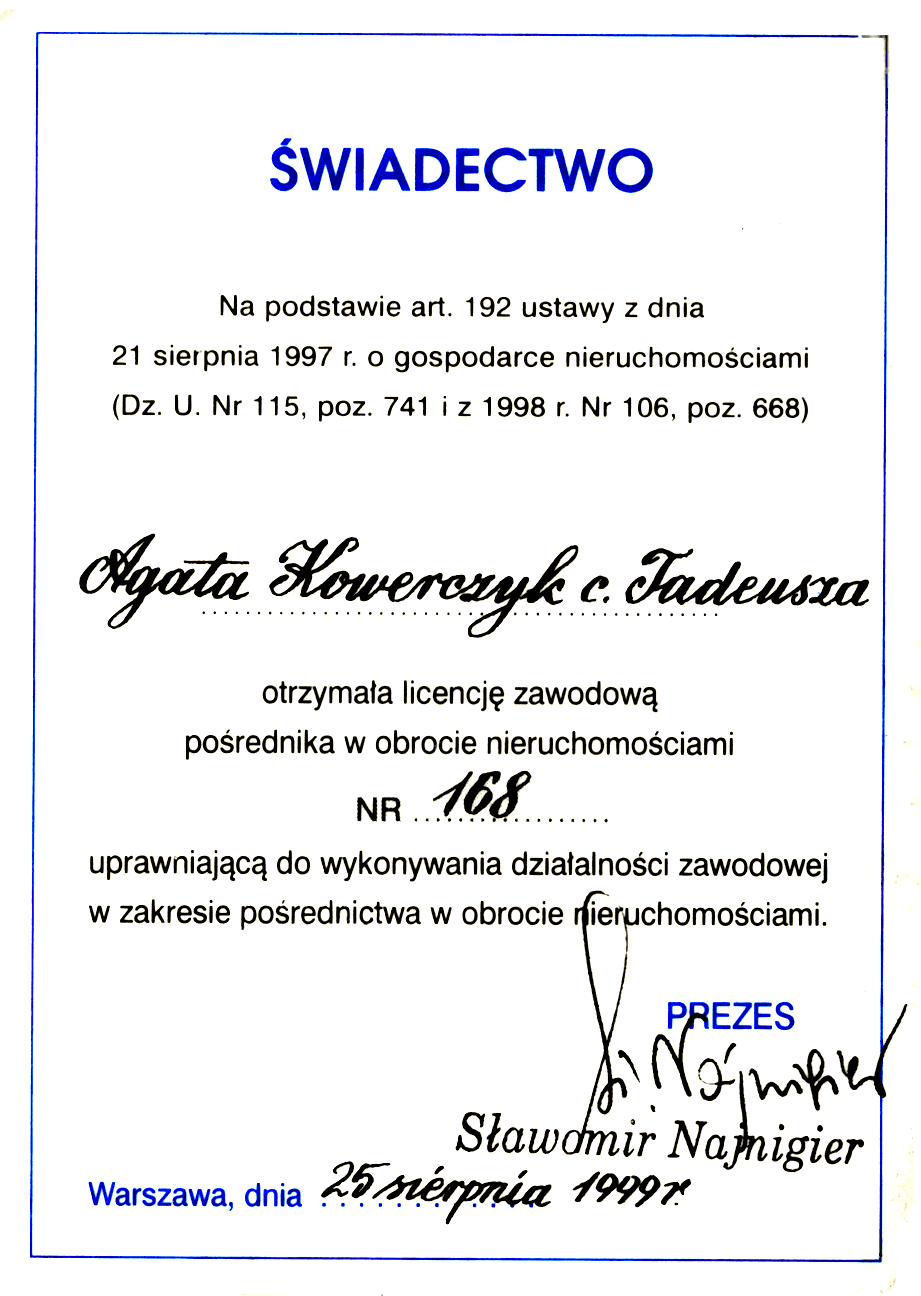 ŚWIADECTWO
Na podstawie art. 192 ustawy z dnia
21 sierpnia 1997 r. o gospodarce nieruchomościami
(Dz. U. Nr 115, poz. 741 i z 1998 r. Nr 106, poz. 668)
Agata Kowerczyk c. Tadeusza
otrzymała licencję zawodową
pośrednika w obrocie nieruchomościami
NR 168
uprawniającą do wykonywania działalności zawodowej
w zakresie pośrednictwa w obrocie nieruchomościami.
PREZES
S. Najnigier
Sławomir Najnigier
Warszawa, dnia 25 sierpnia 1999 r.